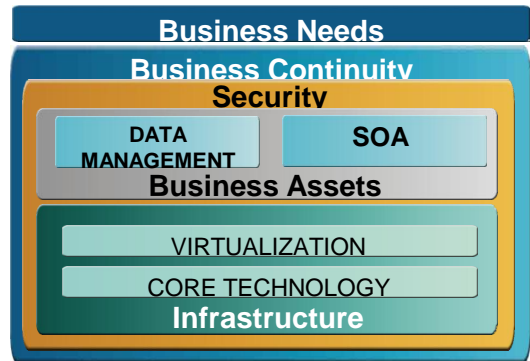 Business Needs
Business Continuity
Security
DATA
MANAGEMENT
SOA
Business Assets
VIRTUALIZATION
CORE TECHNOLOGY
Infrastructure